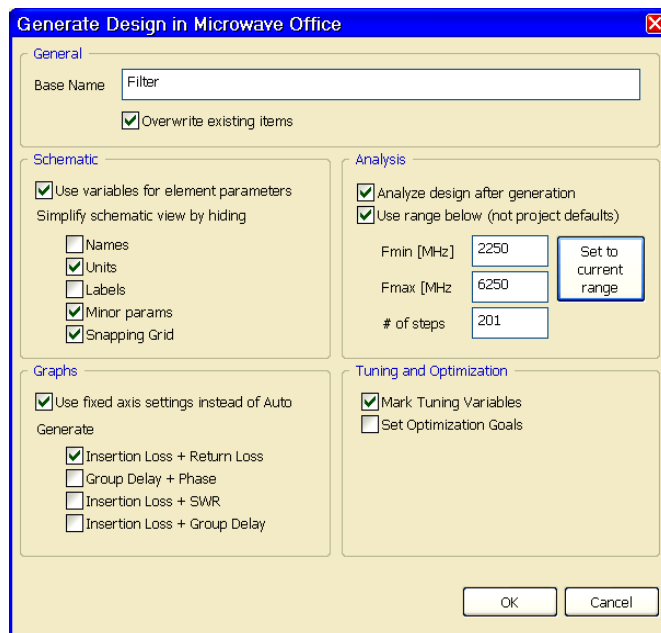 Generate Design in Microwave Office
General
Base Name
Filter
Overwrite existing items
Schematic
Use variables for element parameters
Simplify schematic view by hiding
Names
Units
Labels
Minor params
Snapping Grid
Analysis
Analyze design after generation
Use range below (not project defaults)
Fmin [MHz]
2250
Fmax [MHz
6250
# of steps
201
Set to
current
range
Graphs
Use fixed axis settings instead of Auto
Generate
Insertion Loss + Return Loss
Group Delay + Phase
Insertion Loss + SWR
Insertion Loss + Group Delay
Tuning and Optimization
Mark Tuning Variables
Set Optimization Goals
OK
Cancel